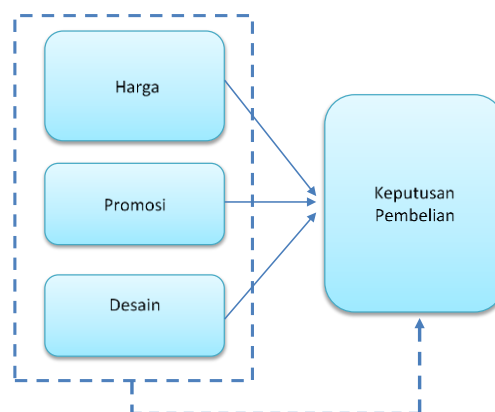 Harga
Promosi
Desain
Keputusan
Pembelian